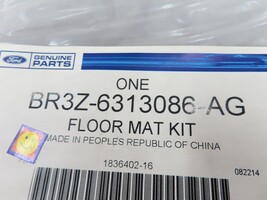 Ford
GENUINE
PARTS
ONE
BR3Z-6313086-AG
FLOOR MAT KIT
MADE IN PEOPLES REPUBLIC OF CHINA
1836402-16
082214